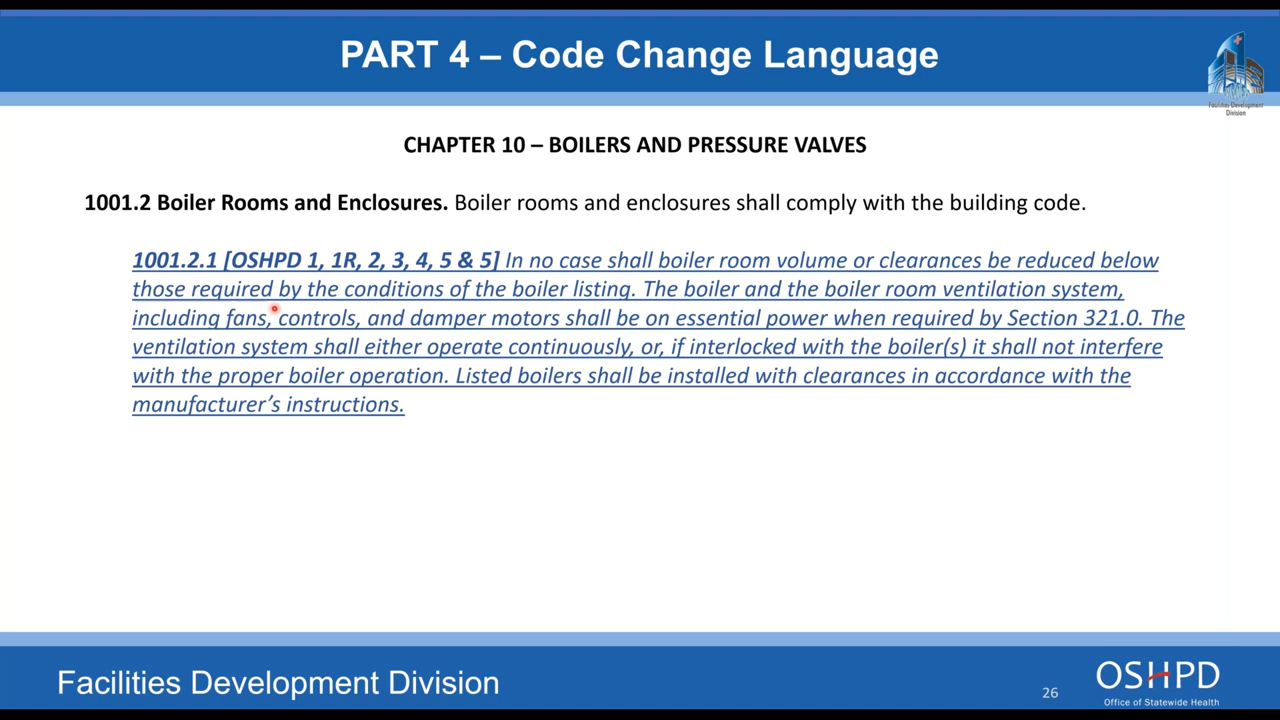 PART 4 – Code Change Language
Facilities Development
Division
CHAPTER 10 – BOILERS AND PRESSURE VALVES
1001.2 Boiler Rooms and Enclosures. Boiler rooms and enclosures shall comply with the building code.
1001.2.1 [OSHPD 1, 1R, 2, 3, 4, 5 & 5] In no case shall boiler room volume or clearances be reduced below
those required by the conditions of the boiler listing. The boiler and the boiler room ventilation system,
including fans, controls, and damper motors shall be on essential power when required by Section 321.0. The
ventilation system shall either operate continuously, or, if interlocked with the boiler(s) it shall not interfere
with the proper boiler operation. Listed boilers shall be installed with clearances in accordance with the
manufacturer’s instructions.
Facilities Development Division
26
OSHPD
Office of Statewide Health